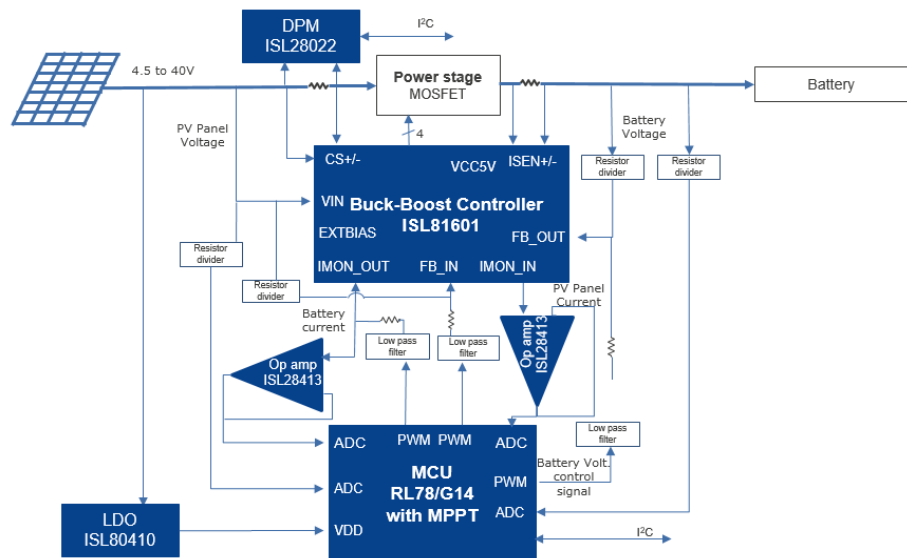 DPM
ISL28022
I²C
4.5 to 40V
Power stage
MOSFET
Battery
PV Panel
Voltage
4
Battery
Voltage
CS+/-
VCC5V
ISEN+/-
Resistor
divider
Resistor
divider
VIN
Buck-Boost Controller
ISL81601
EXTBIAS
FB_OUT
Resistor
divider
IMON_OUT
FB_IN
IMON_IN
Resistor
divider
PV Panel
Current
Battery
current
Low pass
filter
Low pass
filter
Op amp
ISL28413
Op amp
ISL28413
Low pass
filter
PWM
PWM
ADC
ADC
MCU
RL78/G14
with MPPT
Battery Volt.
control
signal
PWM
ADC
ADC
LDO
ISL80410
VDD
I²C